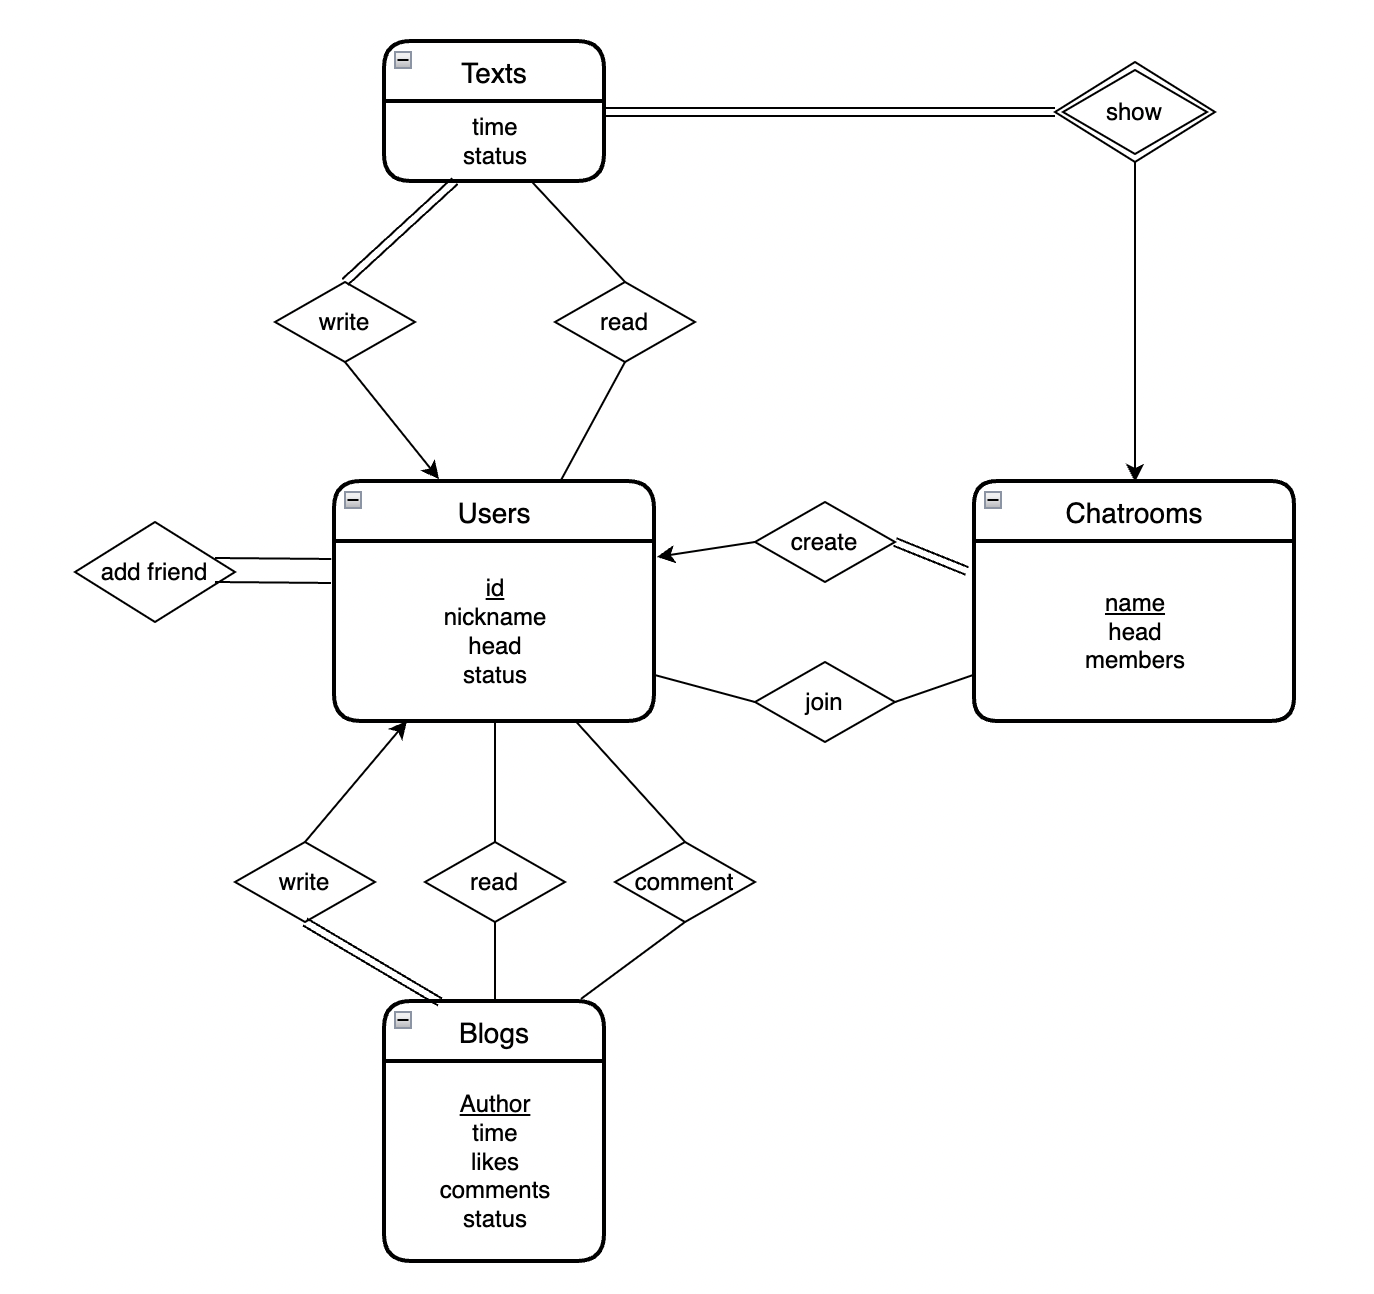 Texts
time
status
show
write
read
add friend
Users
id
nickname
head
status
create
join
Chatrooms
name
head
members
write
read
comment
Blogs
Author
time
likes
comments
status